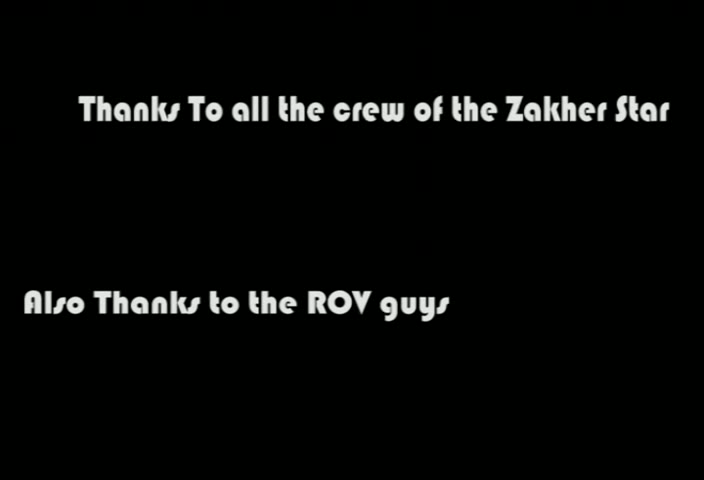 Thanks To all the crew of the Zakher Star
Also Thanks to the ROV guys